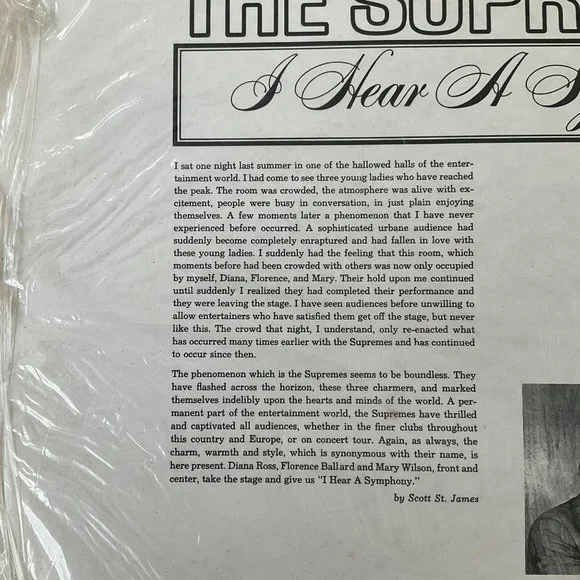 THE SUPR
I Hear A Sy
I sat one night last summer in one of the hallowed halls of the enter-
tainment world. I had come to see three young ladies who have reached
the peak. The room was crowded, the atmosphere was alive with ex-
citement, people were busy in conversation, in just plain enjoying
themselves. A few moments later a phenomenon that I have never
experienced before occurred. A sophisticated urbane audience had
suddenly become completely enraptured and had fallen in love with
these young ladies. I suddenly had the feeling that this room, which
moments before had been crowded with others was now only occupied
by myself, Diana, Florence, and Mary. Their hold upon me continued
until suddenly I realized they had completed their performance and
they were leaving the stage. I have seen audiences before unwilling to
allow entertainers who have satisfied them get off the stage, but never
like this. The crowd that night, I understand, only re-enacted what
has occurred many times earlier with the Supremes and has continued
to occur since then.
The phenomenon which is the Supremes seems to be boundless. They
have flashed across the horizon, these three charmers, and marked
themselves indelibly upon the hearts and minds of the world. A per-
manent part of the entertainment world, the Supremes have thrilled
and captivated all audiences, whether in the finer clubs throughout
this country and Europe, or on concert tour. Again, as always, the
charm, warmth and style, which is synonymous with their name, is
here present. Diana Ross, Florence Ballard and Mary Wilson, front and
center, take the stage and give us "I Hear A Symphony."
by Scott St. James